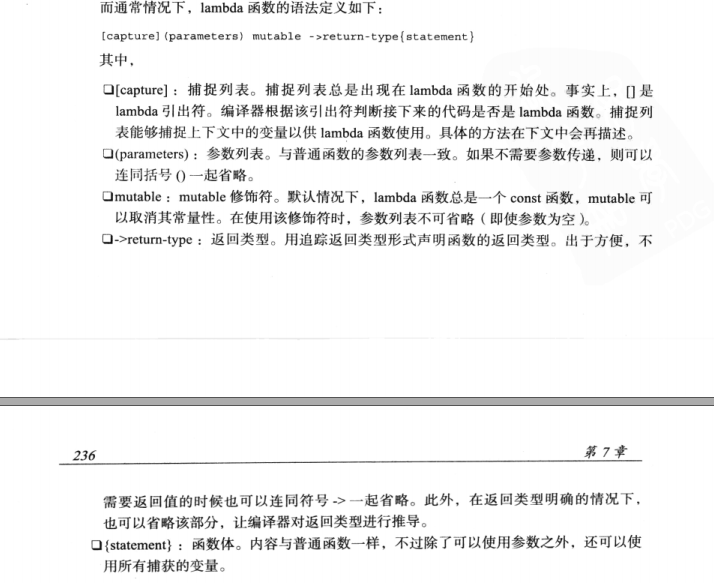 而通常情况下，lambda 函数的语法定义如下：
[capture](parameters) mutable ->return-type{statement}
其中，
❑[capture]：捕捉列表。捕捉列表总是出现在 lambda 函数的开始处。事实上，[] 是
lambda 引出符。编译器根据该引出符判断接下来的代码是否是 lambda 函数。捕捉列
表能够捕捉上下文中的变量以供 lambda 函数使用。具体的方法在下文中会再描述。
❑(parameters)：参数列表。与普通函数的参数列表一致。如果不需要参数传递，则可以
连同括号 () 一起省略。
❑mutable：mutable 修饰符。默认情况下，lambda 函数总是一个 const 函数，mutable 可
以取消其常量性。在使用该修饰符时，参数列表不可省略（即使参数为空）。
❑->return-type：返回类型。用追踪返回类型形式声明函数的返回类型。出于方便，不
236
第 7 章
需要返回值的时候也可以连同符号 -> 一起省略。此外，在返回类型明确的情况下，
也可以省略该部分，让编译器对返回类型进行推导。
❑{statement}：函数体。内容与普通函数一样，不过除了可以使用参数之外，还可以使
用所有捕获的变量。